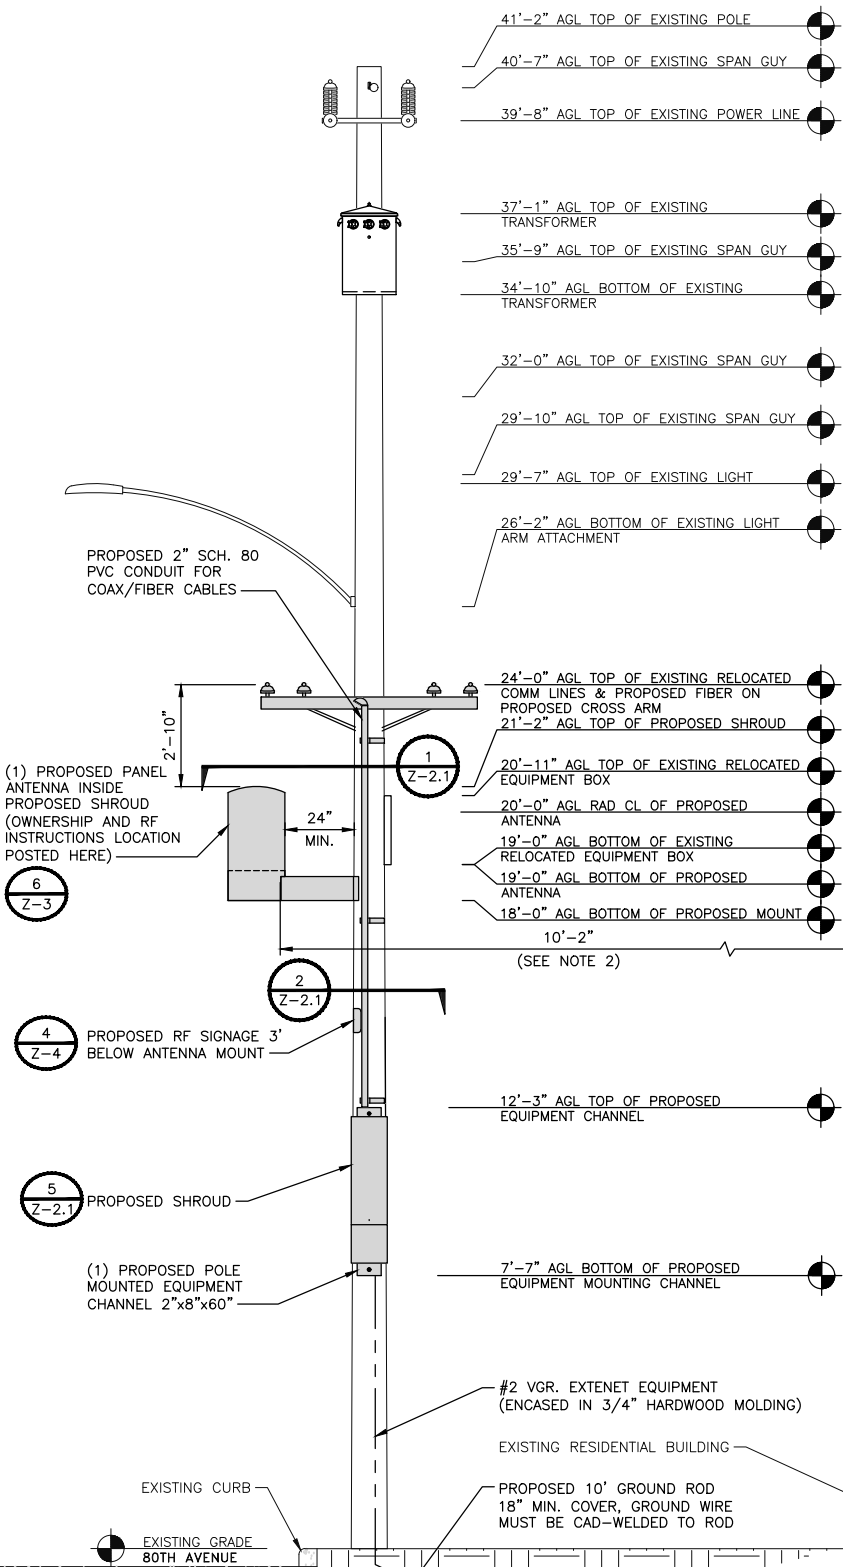 41'-2" AGL TOP OF EXISTING POLE
40'-7" AGL TOP OF EXISTING SPAN GUY
39'-8" AGL TOP OF EXISTING POWER LINE
37'-1" AGL TOP OF EXISTING
TRANSFORMER
35'-9" AGL TOP OF EXISTING SPAN GUY
34'-10" AGL BOTTOM OF EXISTING
TRANSFORMER
32'-0" AGL TOP OF EXISTING SPAN GUY
29'-10" AGL TOP OF EXISTING SPAN GUY
29'-7" AGL TOP OF EXISTING LIGHT
26'-2" AGL BOTTOM OF EXISTING LIGHT
ARM ATTACHMENT
PROPOSED 2" SCH. 80
PVC CONDUIT FOR
COAX/FIBER CABLES
24'-0" AGL TOP OF EXISTING RELOCATED
COMM LINES & PROPOSED FIBER ON
PROPOSED CROSS ARM
21'-2" AGL TOP OF PROPOSED SHROUD
2'-10"
1
Z-2.1
20'-11" AGL TOP OF EXISTING RELOCATED
EQUIPMENT BOX
(1) PROPOSED PANEL
ANTENNA INSIDE
PROPOSED SHROUD
(OWNERSHIP AND RF
INSTRUCTIONS LOCATION
POSTED HERE)
24"
MIN.
20'-0" AGL RAD CL OF PROPOSED
ANTENNA
19'-0" AGL BOTTOM OF EXISTING
RELOCATED EQUIPMENT BOX
19'-0" AGL BOTTOM OF PROPOSED
ANTENNA
18'-0" AGL BOTTOM OF PROPOSED MOUNT
6
Z-3
10'-2"
(SEE NOTE 2)
2
Z-2.1
4
Z-4
PROPOSED RF SIGNAGE 3'
BELOW ANTENNA MOUNT
12'-3" AGL TOP OF PROPOSED
EQUIPMENT CHANNEL
5
Z-2.1
PROPOSED SHROUD
(1) PROPOSED POLE
MOUNTED EQUIPMENT
CHANNEL 2"x8"x60"
7'-7" AGL BOTTOM OF PROPOSED
EQUIPMENT MOUNTING CHANNEL
#2 VGR. EXTENET EQUIPMENT
(ENCASED IN 3/4" HARDWOOD MOLDING)
EXISTING RESIDENTIAL BUILDING
EXISTING CURB
PROPOSED 10' GROUND ROD
18" MIN. COVER, GROUND WIRE
MUST BE CAD-WELDED TO ROD
EXISTING GRADE
80TH AVENUE